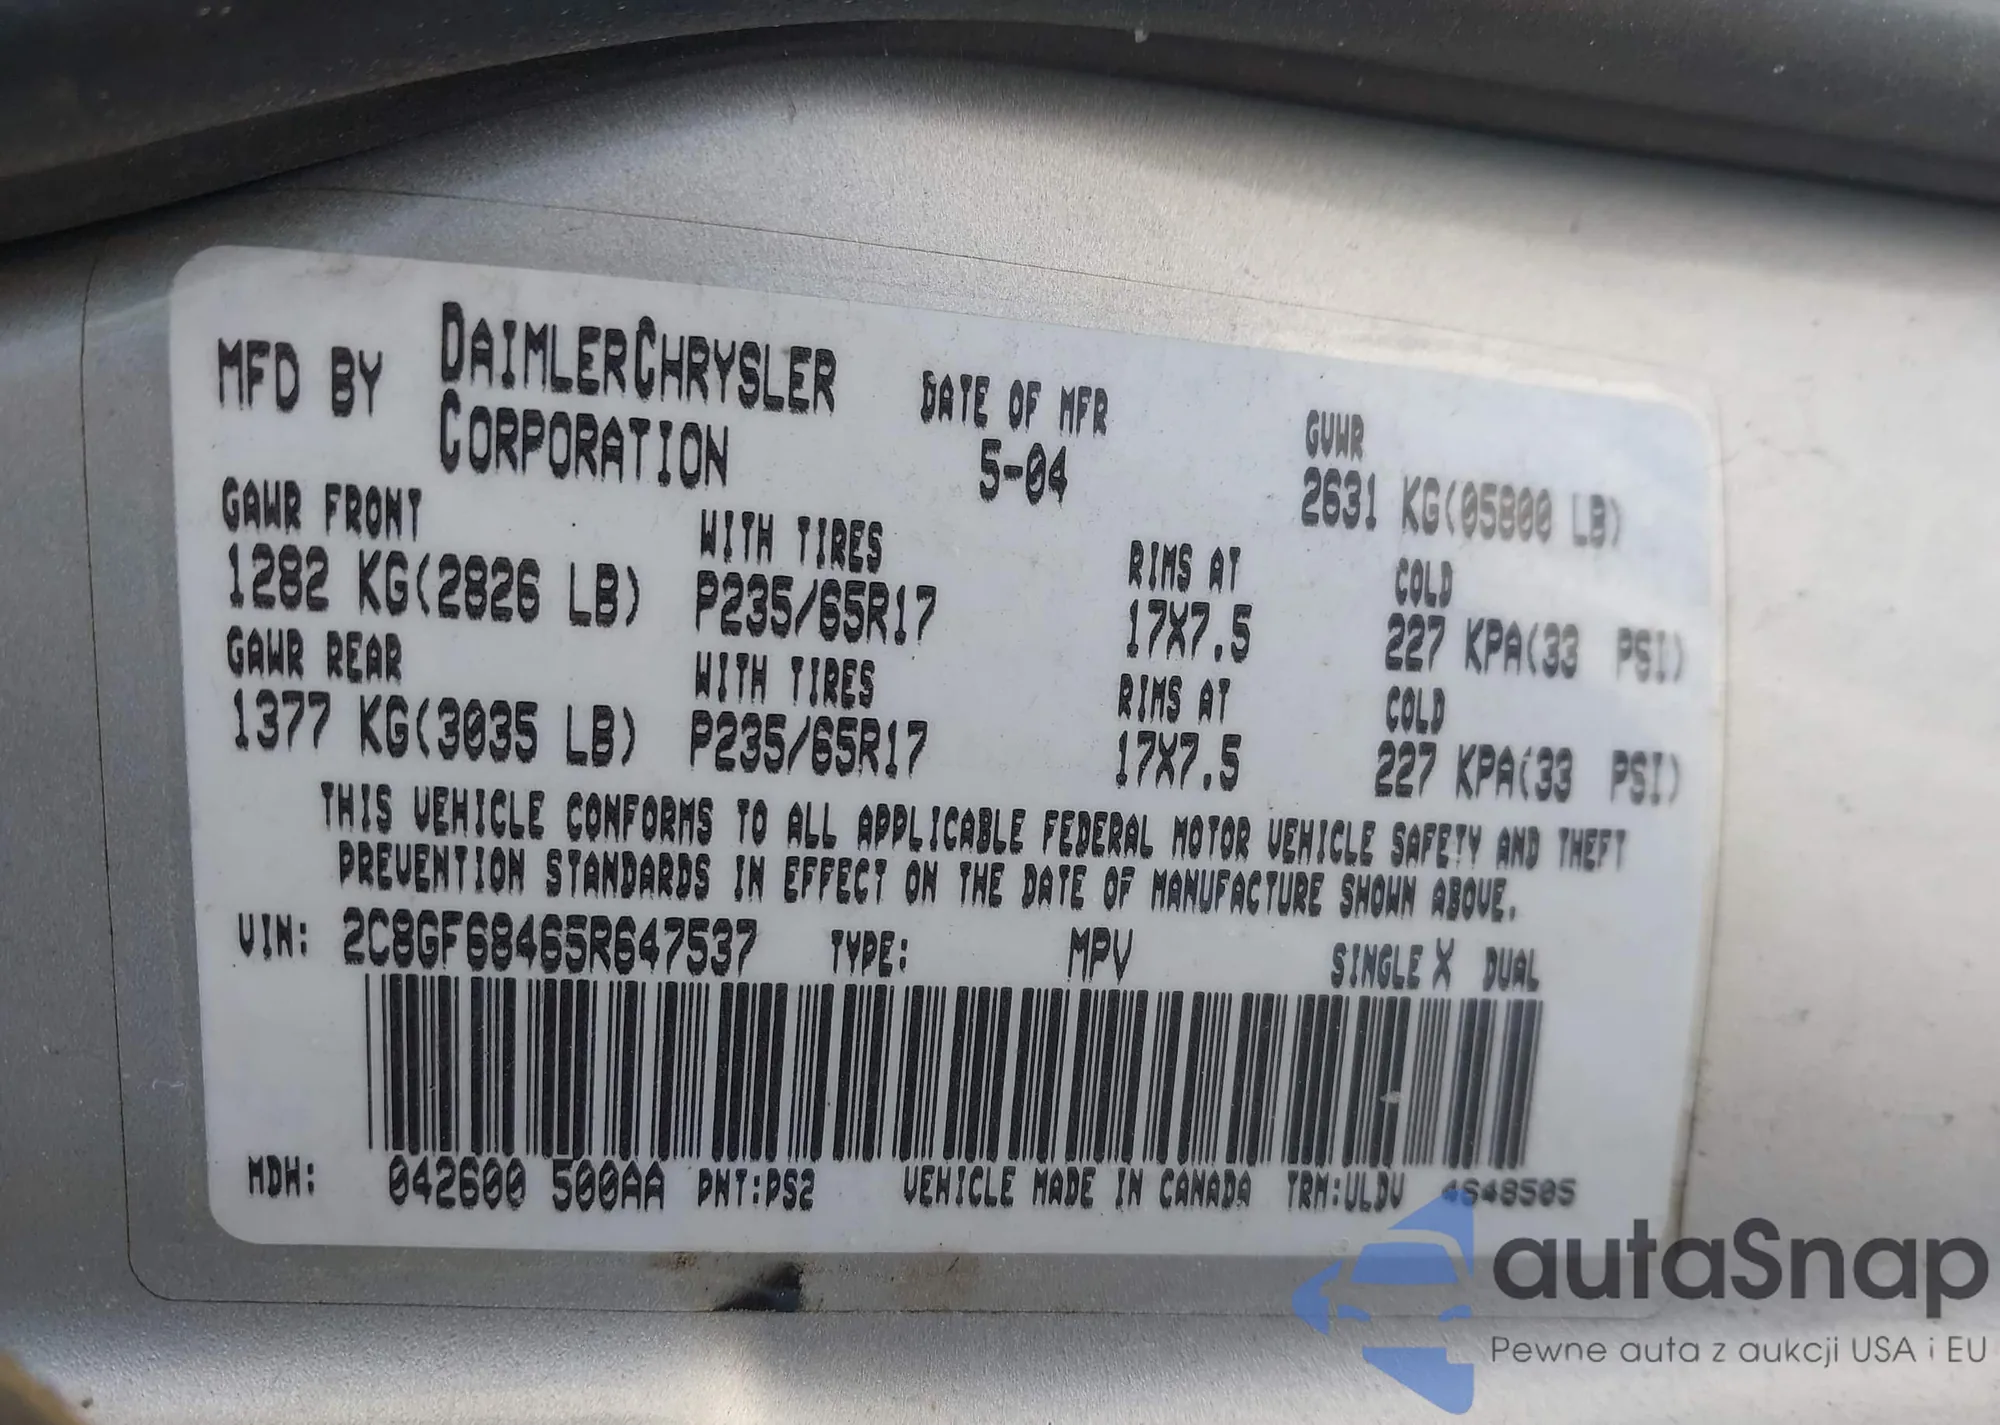 MFD BY DAIMLERCHRYSLER CORPORATION DATE OF MFR 5-04 GVWR 2631 KG(05800 LB)
GAWR FRONT WITH TIRES RIMS AT COLD
1282 KG(2826 LB) P235/65R17 17X7.5 227 KPA(33 PSI)
GAWR REAR WITH TIRES RIMS AT COLD
1377 KG(3035 LB) P235/65R17 17X7.5 227 KPA(33 PSI)
THIS VEHICLE CONFORMS TO ALL APPLICABLE FEDERAL MOTOR VEHICLE SAFETY AND THEFT
PREVENTION STANDARDS IN EFFECT ON THE DATE OF MANUFACTURE SHOWN ABOVE.
VIN: 2C8GF68465R647537 TYPE: MPV SINGLE X DUAL
MDH: 042600 500AA PNT:PS2 VEHICLE MADE IN CANADA TRM:ULDV 4648505
autaSnap
Pewne auta z aukcji USA i EU